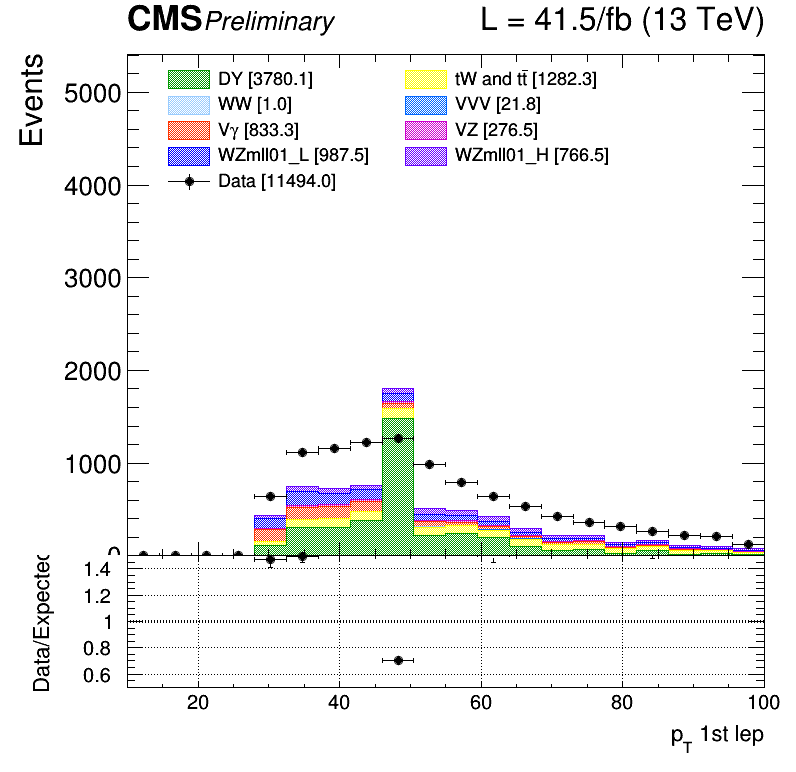 CMS Preliminary L = 41.5/fb (13 TeV)
Events
DY [3780.1] tW and tt̄ [1282.3]
WW [1.0] VVV [21.8]
Vγ [833.3] VZ [276.5]
WZmll01_L [987.5] WZmll01_H [766.5]
Data [11494.0]
5000
4000
3000
2000
1000
0
Data/Expected
1.4
1.2
1
0.8
0.6
20 40 60 80 100
p_T 1st lep